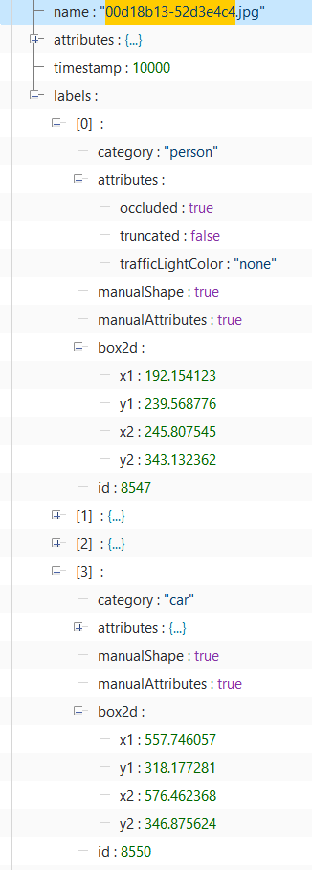 name : "00d18b13-52d3e4c4.jpg"
attributes : {...}
timestamp : 10000
labels :
[0] :
category : "person"
attributes :
occluded : true
truncated : false
trafficLightColor : "none"
manualShape : true
manualAttributes : true
box2d :
x1 : 192.154123
y1 : 239.568776
x2 : 245.807545
y2 : 343.132362
id : 8547
[1] : {...}
[2] : {...}
[3] :
category : "car"
attributes : {...}
manualShape : true
manualAttributes : true
box2d :
x1 : 557.746057
y1 : 318.177281
x2 : 576.462368
y2 : 346.875624
id : 8550